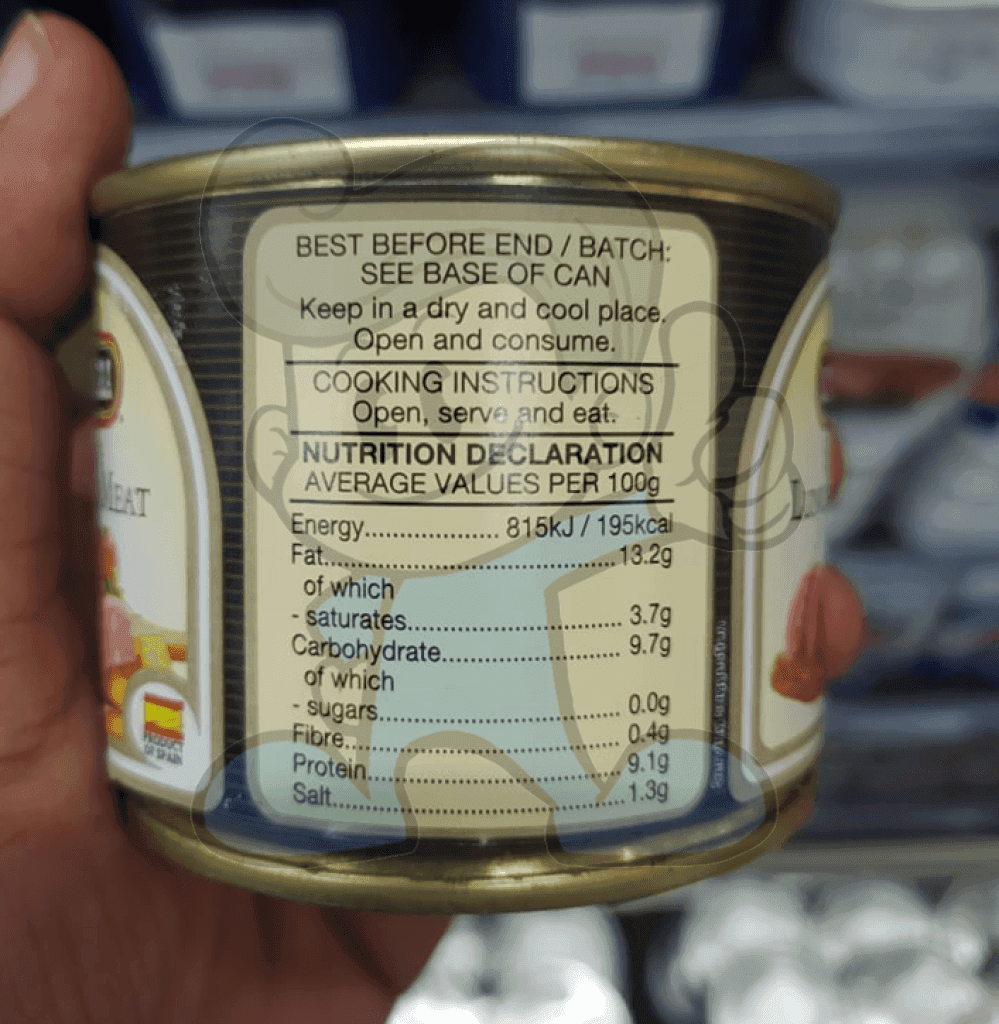 BEST BEFORE END / BATCH:
SEE BASE OF CAN
Keep in a dry and cool place.
Open and consume.
COOKING INSTRUCTIONS
Open, serve and eat.
NUTRITION DECLARATION
AVERAGE VALUES PER 100g
Energy.................. 815kJ / 195kcal
Fat....................................... 13.2g
of which
- saturates............................. 3.7g
Carbohydrate........................ 9.7g
of which
- sugars................................. 0.0g
Fibre..................................... 0.4g
Protein.................................. 9.1g
Salt....................................... 1.3g
MEAT
PRODUCT
OF SPAIN